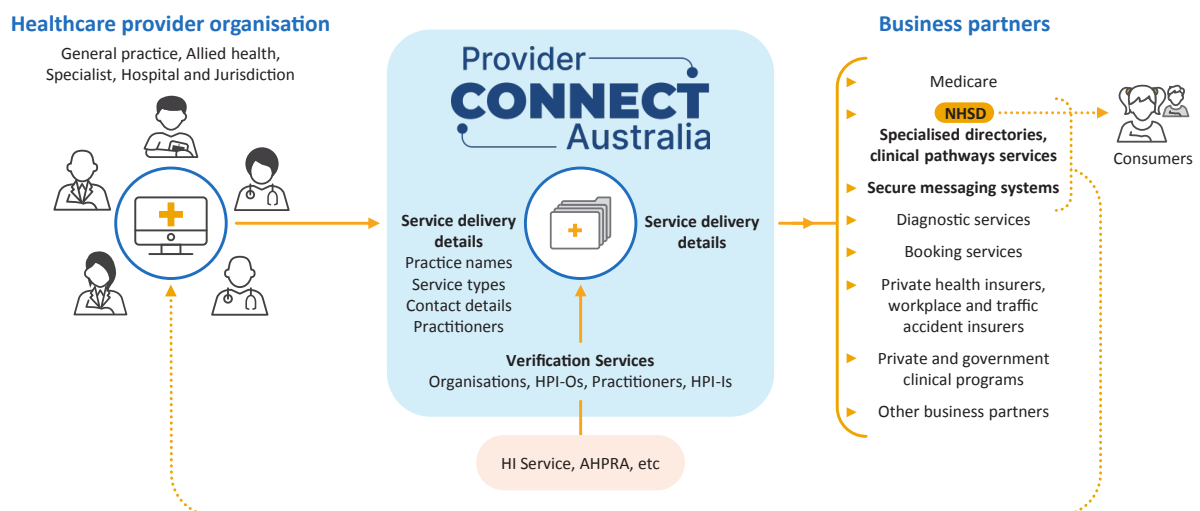 Healthcare provider organisation
General practice, Allied health,
Specialist, Hospital and Jurisdiction
Provider
CONNECT
Australia
Service delivery
details
Practice names
Service types
Contact details
Practitioners
Service delivery
details
Verification Services
Organisations, HPI-Os, Practitioners, HPI-Is
HI Service, AHPRA, etc
Business partners
Medicare
NHSD
Specialised directories,
clinical pathways services
Secure messaging systems
Diagnostic services
Booking services
Private health insurers,
workplace and traffic
accident insurers
Private and government
clinical programs
Other business partners
Consumers